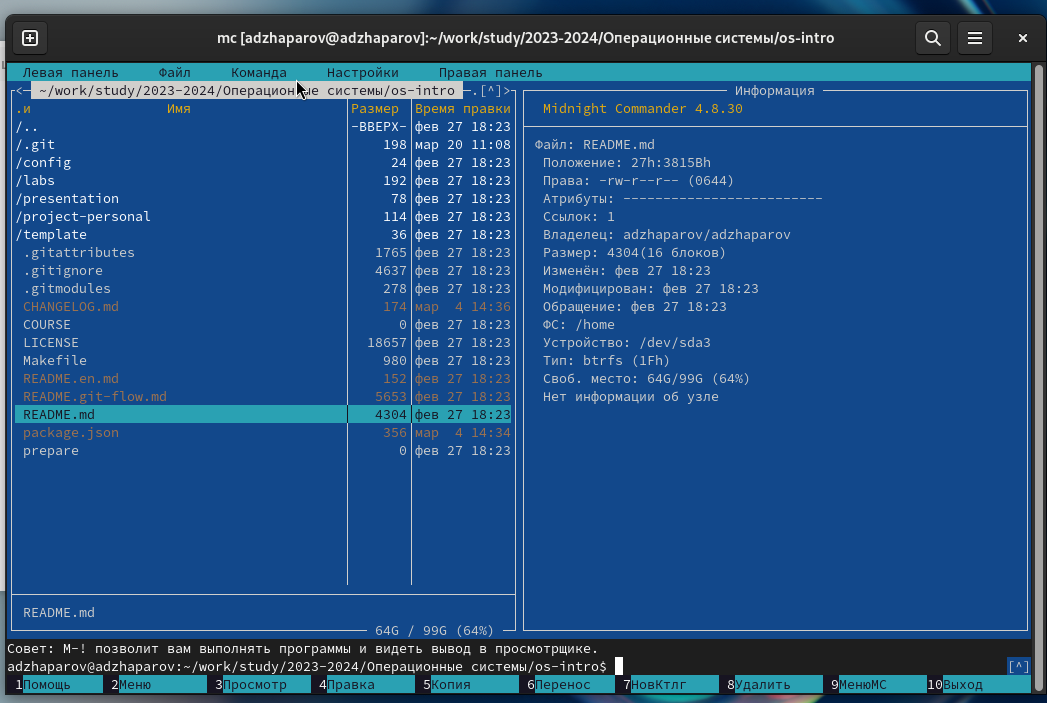 mc [adzhaparov@adzhaparov]:~/work/study/2023-2024/Операционные системы/os-intro
Левая панель Файл Команда Настройки Правая панель
<─ ~/work/study/2023-2024/Операционные системы/os-intro ─.[^]>
.и Имя Размер Время правки
/.. -ВВЕРХ- фев 27 18:23
/.git 198 мар 20 11:08
/config 24 фев 27 18:23
/labs 192 фев 27 18:23
/presentation 78 фев 27 18:23
/project-personal 114 фев 27 18:23
/template 36 фев 27 18:23
.gitattributes 1765 фев 27 18:23
.gitignore 4637 фев 27 18:23
.gitmodules 278 фев 27 18:23
CHANGELOG.md 174 мар 4 14:36
COURSE 0 фев 27 18:23
LICENSE 18657 фев 27 18:23
Makefile 980 фев 27 18:23
README.en.md 152 фев 27 18:23
README.git-flow.md 5653 фев 27 18:23
README.md 4304 фев 27 18:23
package.json 356 мар 4 14:34
prepare 0 фев 27 18:23
README.md
64G / 99G (64%)
Информация
Midnight Commander 4.8.30
Файл: README.md
Положение: 27h:3815Bh
Права: -rw-r--r-- (0644)
Атрибуты: -------------------------
Ссылок: 1
Владелец: adzhaparov/adzhaparov
Размер: 4304(16 блоков)
Изменён: фев 27 18:23
Модифицирован: фев 27 18:23
Обращение: фев 27 18:23
ФС: /home
Устройство: /dev/sda3
Тип: btrfs (1Fh)
Своб. место: 64G/99G (64%)
Нет информации об узле
Совет: M-! позволит вам выполнять программы и видеть вывод в просмотрщике.
adzhaparov@adzhaparov:~/work/study/2023-2024/Операционные системы/os-intro$ [^]
1Помощь 2Меню 3Просмотр 4Правка 5Копия 6Перенос 7НовКтлг 8Удалить 9МенюMC 10Выход